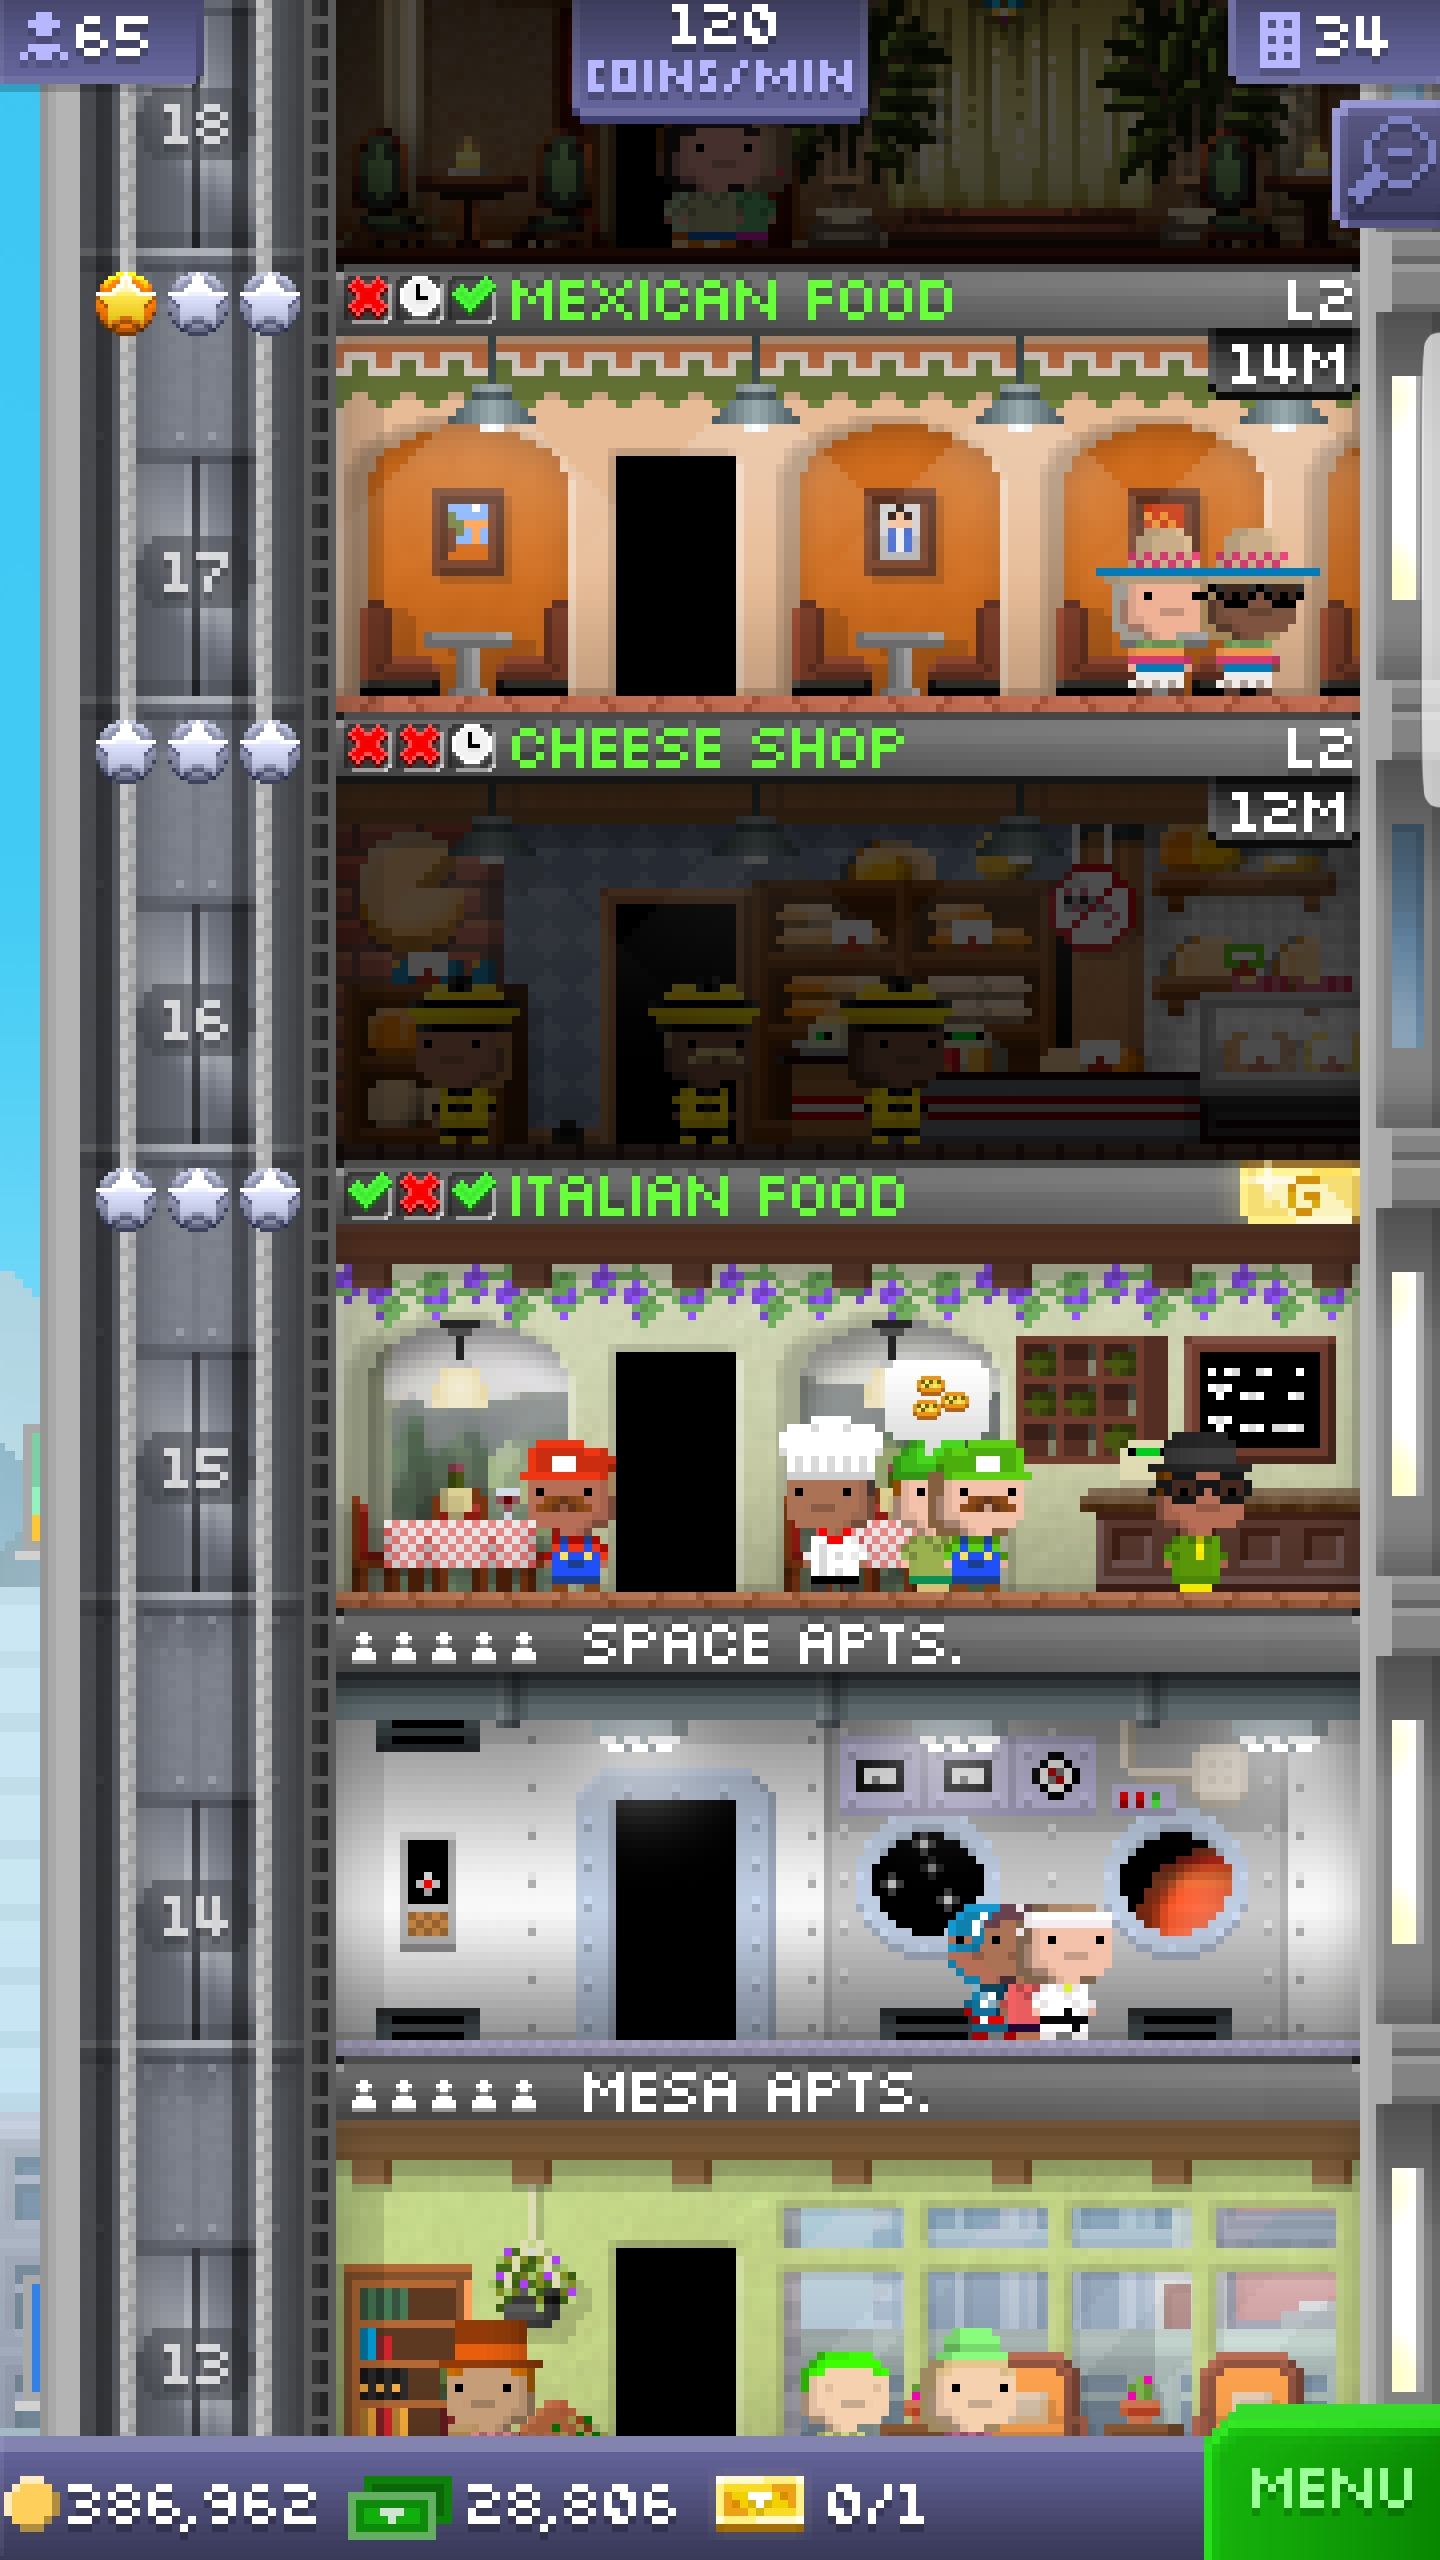 65
120
COINS/MIN
34
18
MEXICAN FOOD L2
14M
17
CHEESE SHOP L2
12M
16
ITALIAN FOOD G
15
SPACE APTS.
14
MESA APTS.
13
386,962 28,806 0/1
MENU